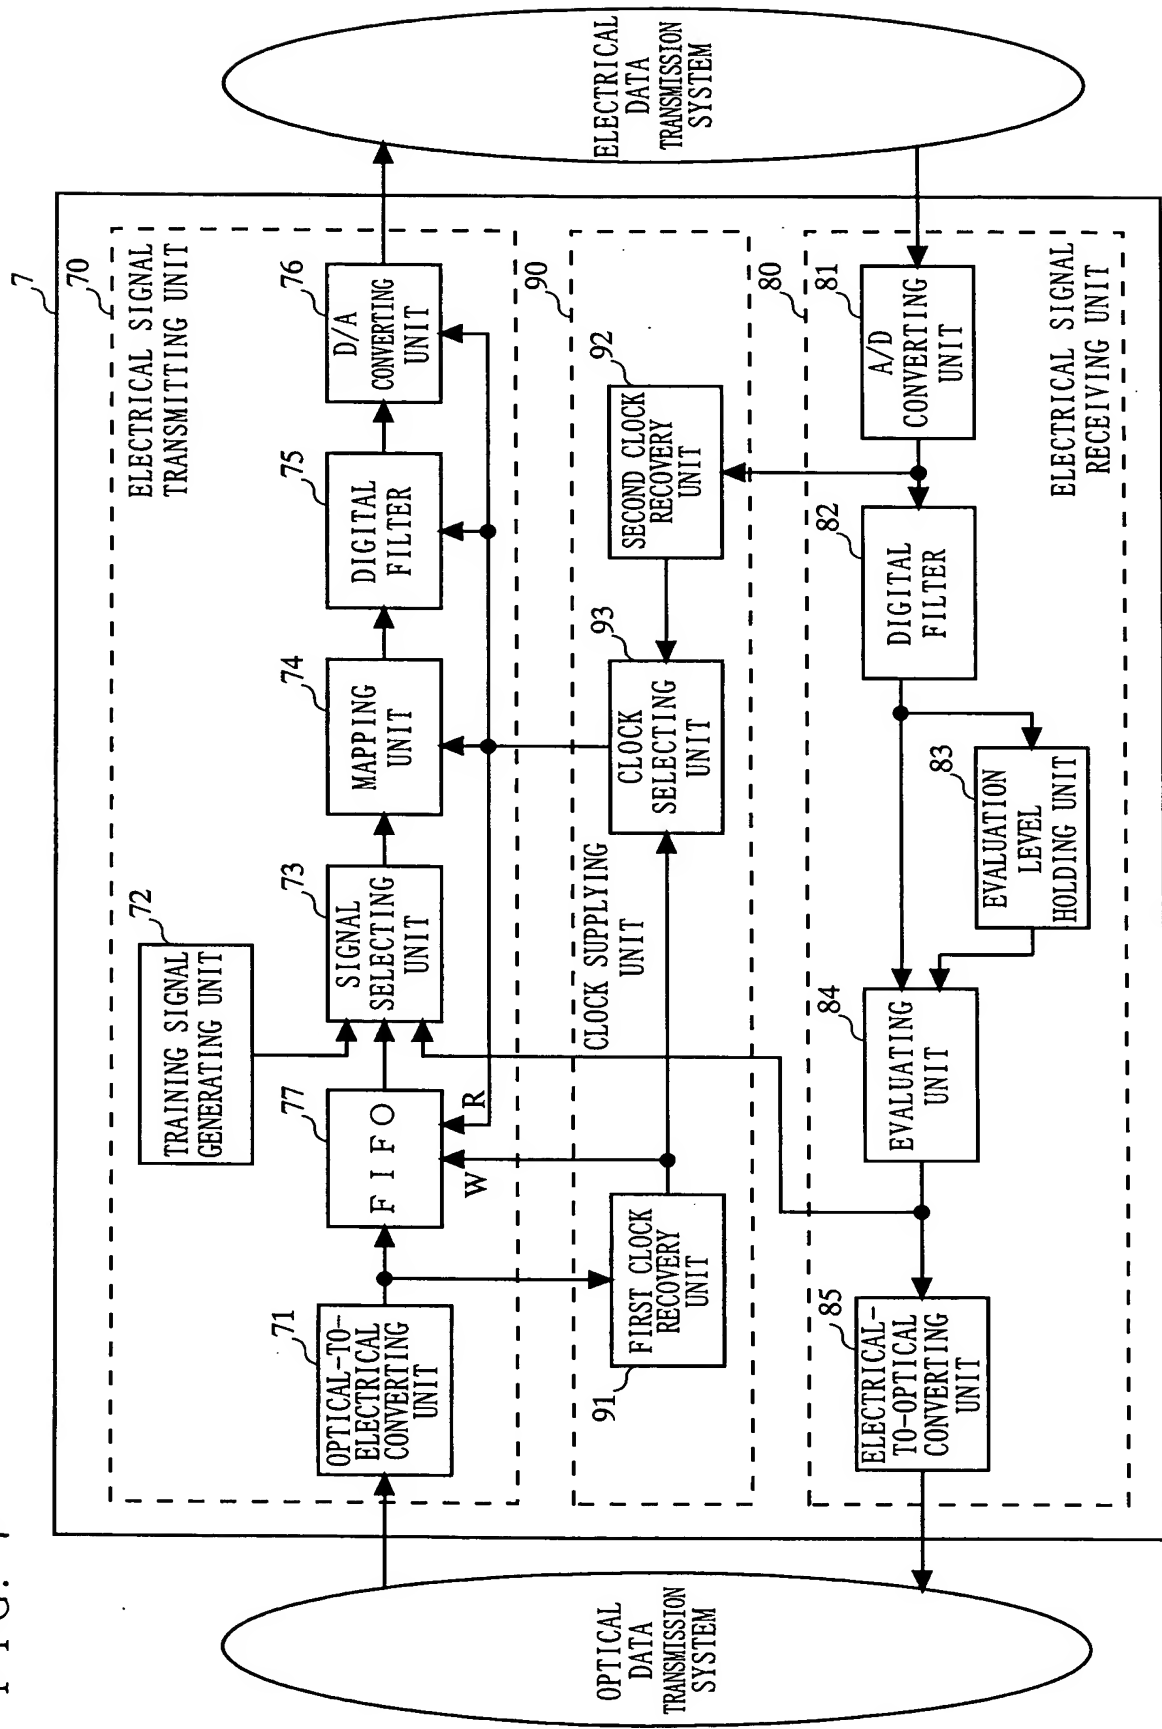 7
70
ELECTRICAL SIGNAL
TRANSMITTING UNIT
72
TRAINING SIGNAL
GENERATING UNIT
71
OPTICAL-TO-
ELECTRICAL
CONVERTING
UNIT
77
F I F O
W
R
73
SIGNAL
SELECTING
UNIT
74
MAPPING
UNIT
75
DIGITAL
FILTER
76
D/A
CONVERTING
UNIT
90
CLOCK SUPPLYING
UNIT
91
FIRST CLOCK
RECOVERY
UNIT
93
CLOCK
SELECTING
UNIT
92
SECOND CLOCK
RECOVERY
UNIT
80
85
ELECTRICAL-
TO-OPTICAL
CONVERTING
UNIT
84
EVALUATING
UNIT
83
EVALUATION
LEVEL
HOLDING UNIT
82
DIGITAL
FILTER
81
A/D
CONVERTING
UNIT
ELECTRICAL SIGNAL
RECEIVING UNIT
OPTICAL
DATA
TRANSMISSION
SYSTEM
ELECTRICAL
DATA
TRANSMISSION
SYSTEM